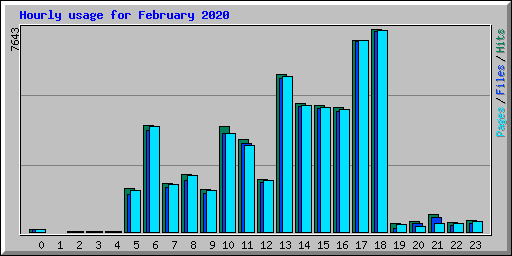 Hourly usage for February 2020
7643
Pages / Files / Hits
0 1 2 3 4 5 6 7 8 9 10 11 12 13 14 15 16 17 18 19 20 21 22 23